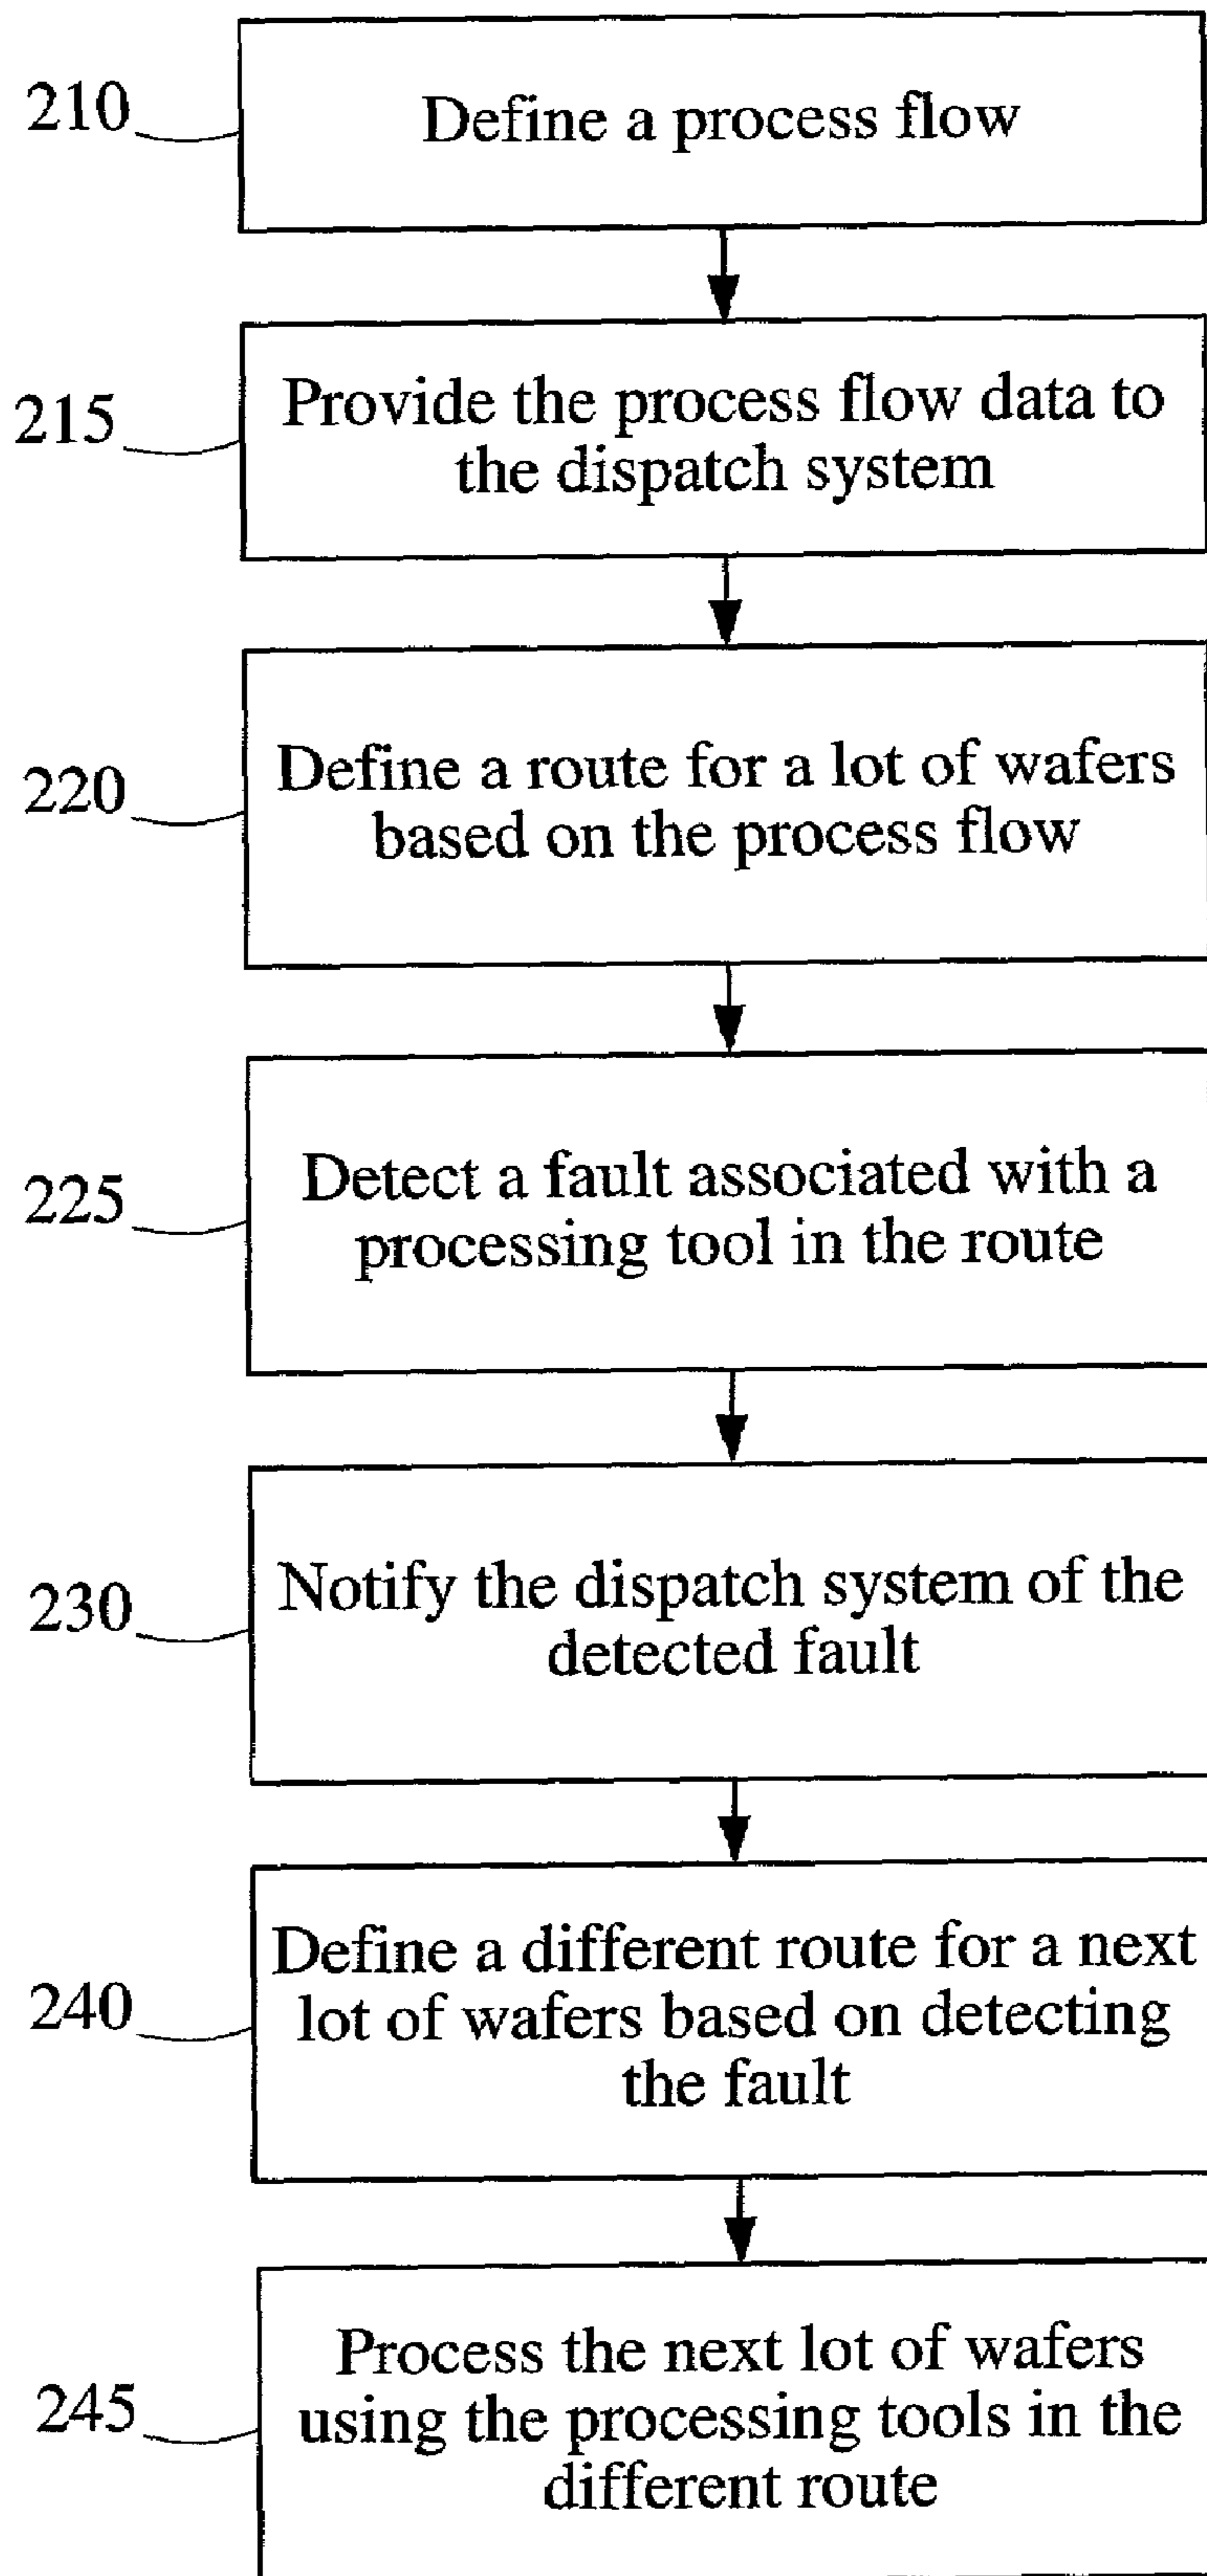 210
Define a process flow
215
Provide the process flow data to
the dispatch system
220
Define a route for a lot of wafers
based on the process flow
225
Detect a fault associated with a
processing tool in the route
230
Notify the dispatch system of the
detected fault
240
Define a different route for a next
lot of wafers based on detecting
the fault
245
Process the next lot of wafers
using the processing tools in the
different route